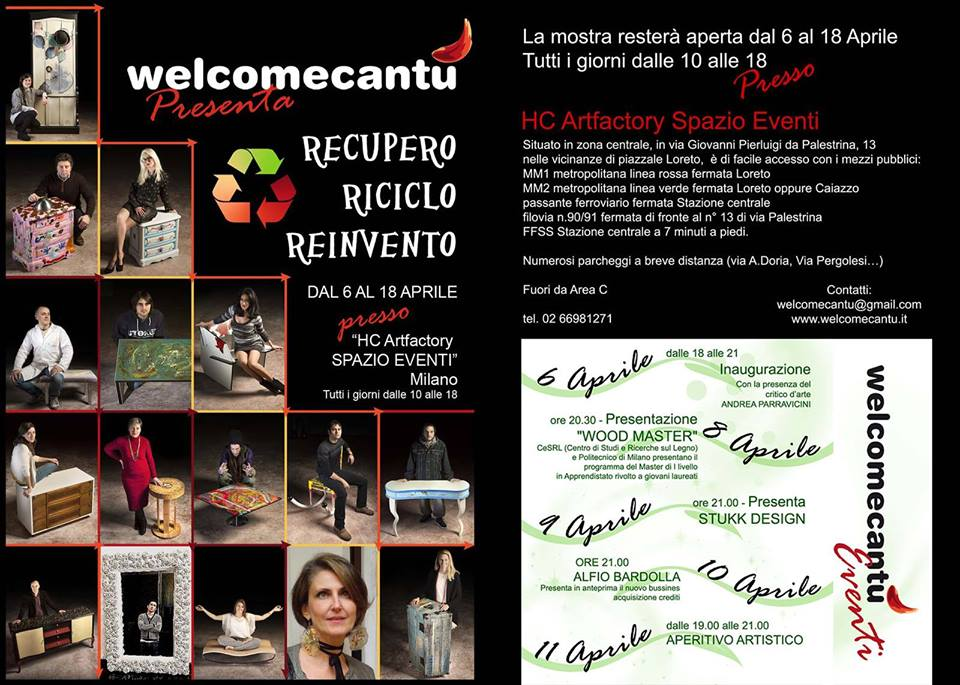 welcomecantù
Presenta
RECUPERO
RICICLO
REINVENTO
DAL 6 AL 18 APRILE
presso
“HC Artfactory
SPAZIO EVENTI”
Milano
Tutti i giorni dalle 10 alle 18
La mostra resterà aperta dal 6 al 18 Aprile
Tutti i giorni dalle 10 alle 18
Presso
HC Artfactory Spazio Eventi
Situato in zona centrale, in via Giovanni Pierluigi da Palestrina, 13
nelle vicinanze di piazzale Loreto, è di facile accesso con i mezzi pubblici:
MM1 metropolitana linea rossa fermata Loreto
MM2 metropolitana linea verde fermata Loreto oppure Caiazzo
passante ferroviario fermata Stazione centrale
filovia n.90/91 fermata di fronte al n° 13 di via Palestrina
FFSS Stazione centrale a 7 minuti a piedi.
Numerosi parcheggi a breve distanza (via A.Doria, Via Pergolesi…)
Fuori da Area C
tel. 02 66981271
Contatti:
welcomecantu@gmail.com
www.welcomecantu.it
6 Aprile
dalle 18 alle 21
Inaugurazione
Con la presenza del
critico d'arte
ANDREA PARRAVICINI
ore 20.30 - Presentazione
"WOOD MASTER"
CeSRL (Centro di Studi e Ricerche sul Legno)
e Politecnico di Milano presentano il
programma del Master di I livello
in Apprendistato rivolto a giovani laureati
8 Aprile
9 Aprile
ore 21.00 - Presenta
STUKK DESIGN
ORE 21.00
ALFIO BARDOLLA
Presenta in anteprima il nuovo bussines
acquisizione crediti
10 Aprile
11 Aprile
dalle 19.00 alle 21.00
APERITIVO ARTISTICO
welcomecantù
Eventi